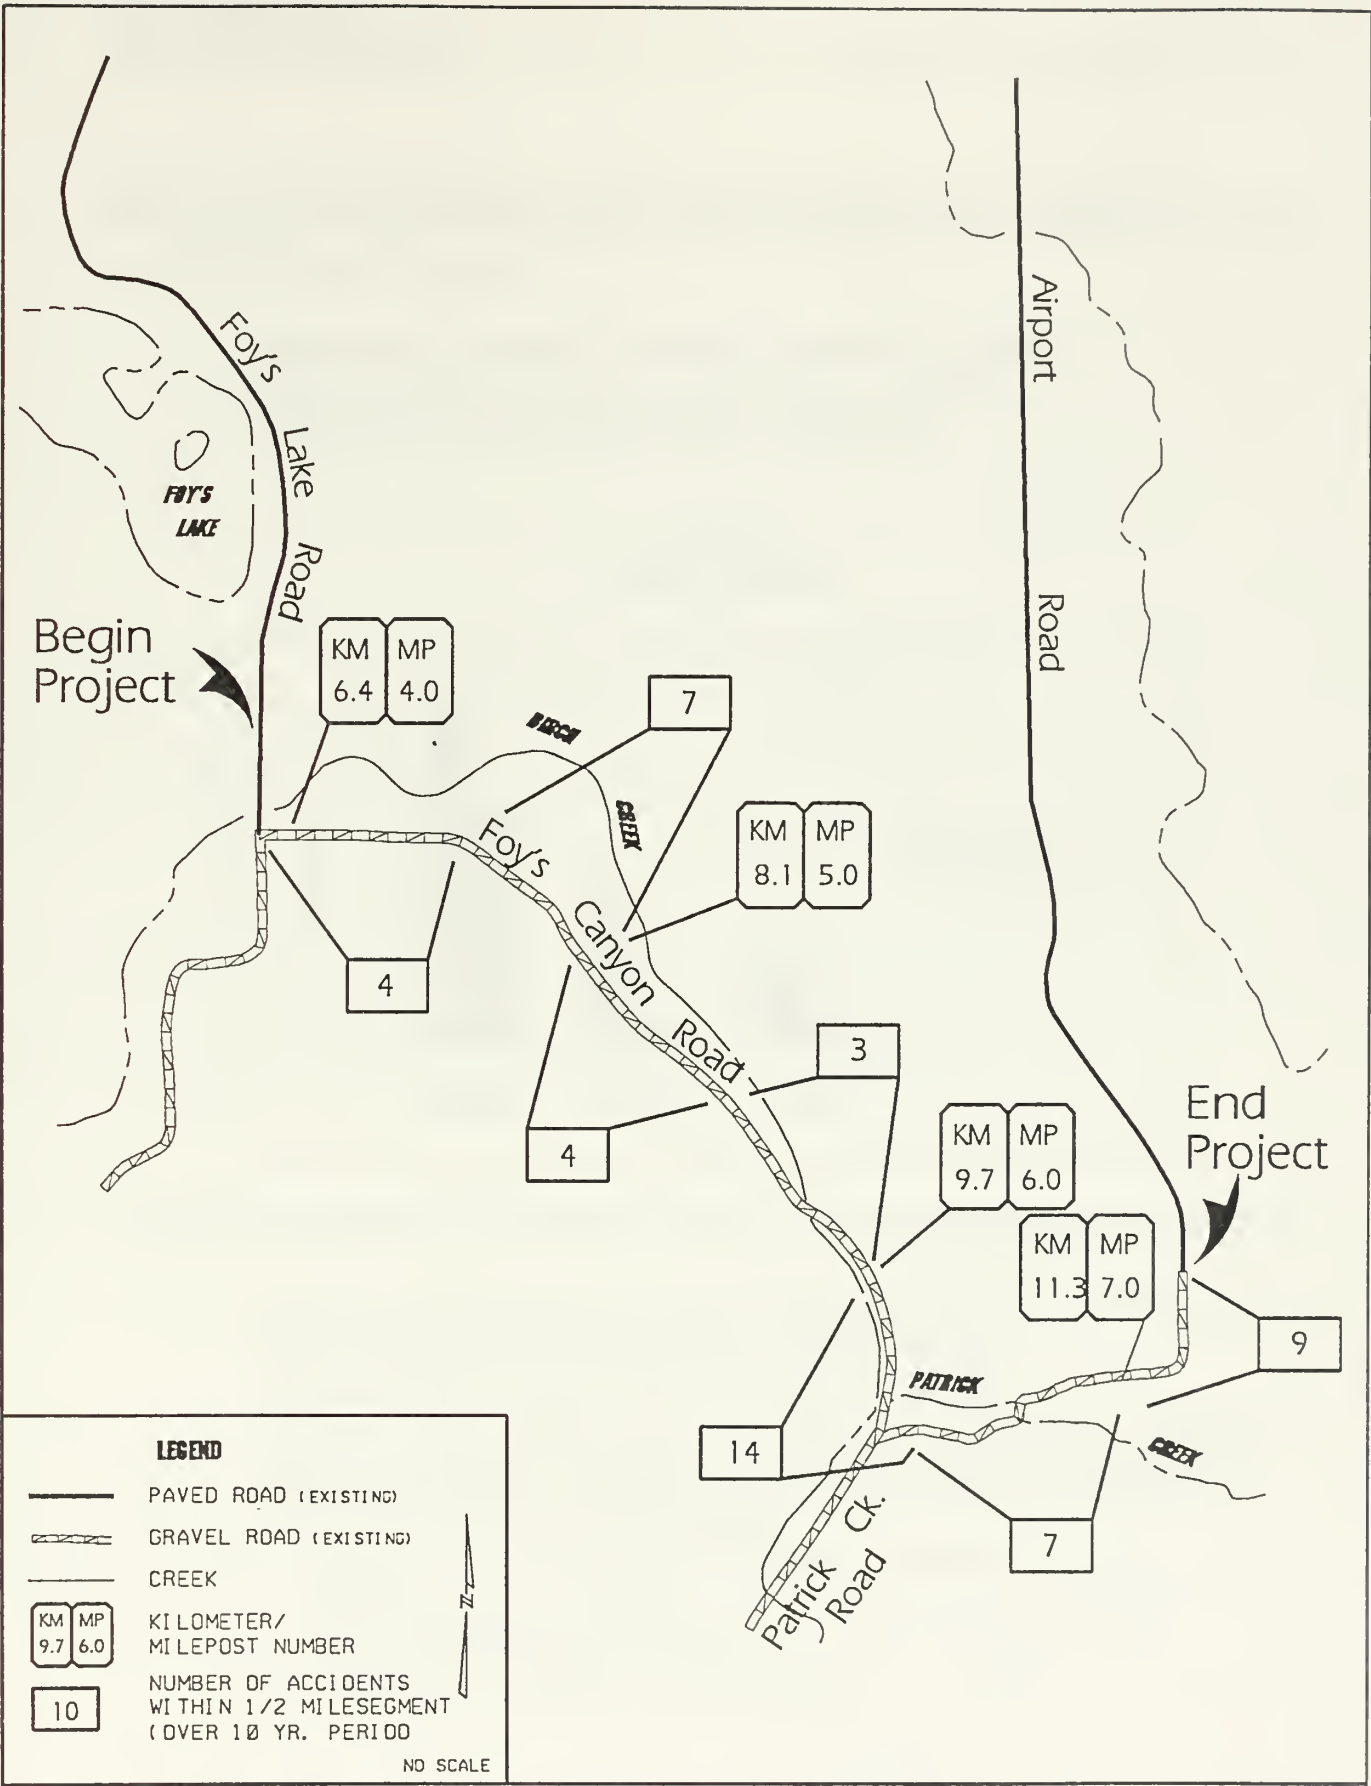 Foy's
Lake
Road
FOY'S
LAKE
Airport
Road
Begin
Project
KM MP
6.4 4.0
BIRCH
CREEK
7
KM MP
8.1 5.0
Foy's
Canyon
Road
4
3
4
KM MP
9.7 6.0
End
Project
KM MP
11.3 7.0
9
PATRICK
CREEK
14
7
Patrick Ck.
Road
LEGEND
PAVED ROAD (EXISTING)
GRAVEL ROAD (EXISTING)
CREEK
KM MP
9.7 6.0
KILOMETER/
MILEPOST NUMBER
10
NUMBER OF ACCIDENTS
WITHIN 1/2 MILESEGMENT
(OVER 10 YR. PERIOD
N
NO SCALE